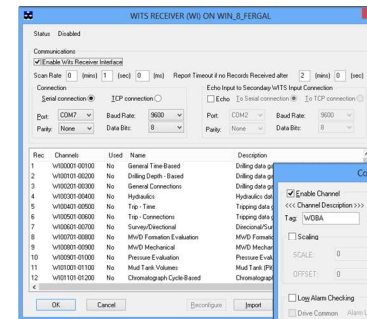 WITS RECEIVER (WI) ON WIN_8_FERGAL
Status Disabled
Communications
Enable Wits Receiver Interface
Scan Rate 0 (mins) 1 (sec) 0 (ms) Report Timeout if no Records Received after 2 (mins) 0 (sec)
Connection Echo Input to Secondary WITS Input Connection
Serial connection TCP connection Echo To Serial connection To TCP connection
Port: COM7 Baud Rate: 9600 Port: COM2 Baud Rate: 9600
Parity: None Data Bits: 8 Parity: None Data Bits: 8
Rec Channels Used Name Description
1 WI00001-00100 No General Time-Based Drilling data ga
2 WI00101-00200 No Drilling Depth - Based Drilling data ga
3 WI00201-00300 No General Connections Drilling data
4 WI00301-00400 No Hydraulics Hydraulics dat
5 WI00401-00500 No Trip - Time Tripping data g
6 WI00501-00600 No Trip - Connections Tripping data
7 WI00601-00700 No Survey/Directional Direcional/Sur
8 WI00701-00800 No MWD Formation Evaluation MWD Formatio
9 WI00801-00900 No MWD Mechanical MWD Mechan
10 WI00901-01000 No Pressure Evaluation Pressure Evalu
11 WI01001-01100 No Mud Tank Volumes Mud Tank (Pit
12 WI01101-01200 No Chromatograph Cycle-Based Chromatograp
OK Cancel Reconfigure Import
Co
Enable Channel
<<< Channel Description >>>
Tag: WOBA
Scaling
SCALE: 0
OFFSET 0
Low Alarm Checking
Drive Common Alarm